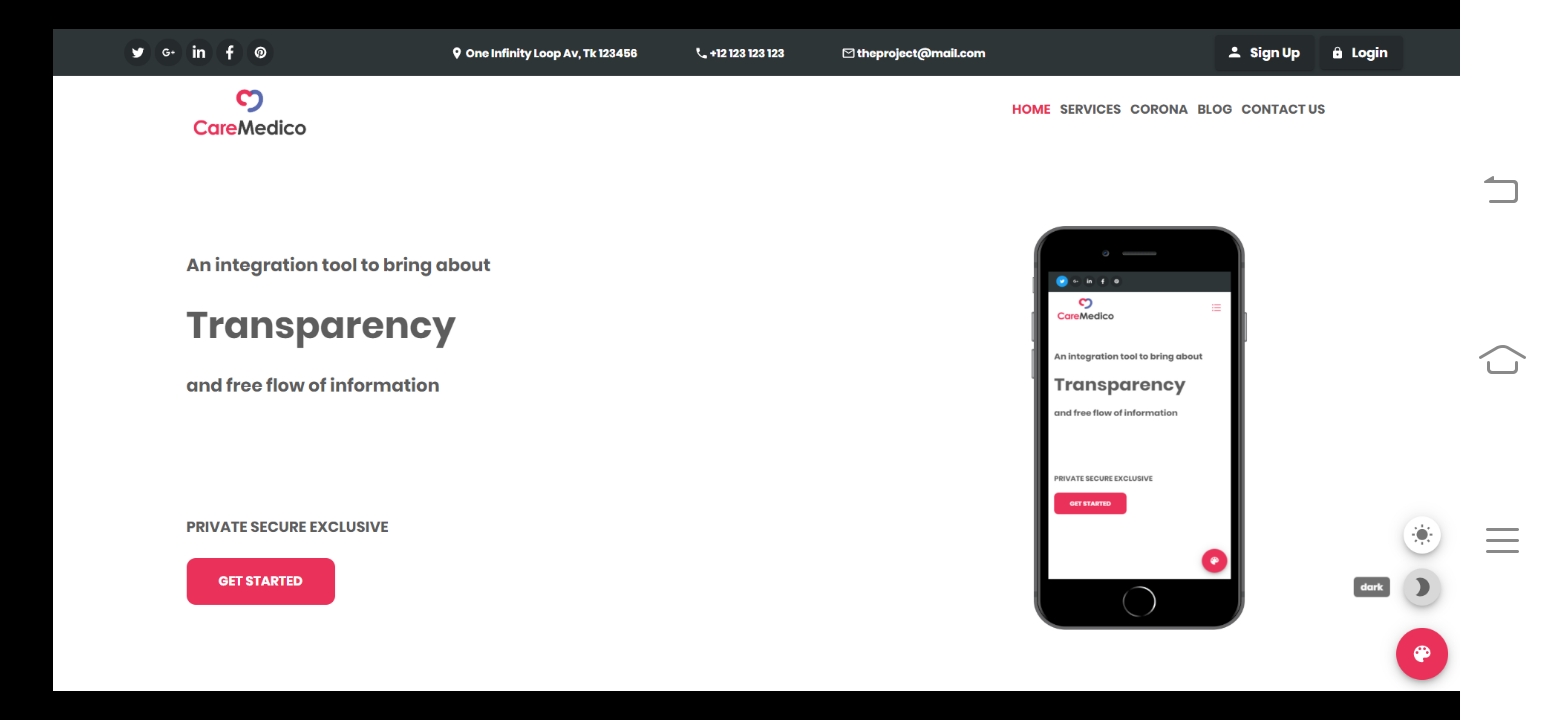 G+ in f One Infinity Loop Av, Tk 123456 +12 123 123 123 theproject@mail.com Sign Up Login
CareMedico
HOME SERVICES CORONA BLOG CONTACT US
An integration tool to bring about
Transparency
and free flow of information
PRIVATE SECURE EXCLUSIVE
GET STARTED
G+ in f
CareMedico
An integration tool to bring about
Transparency
and free flow of information
PRIVATE SECURE EXCLUSIVE
GET STARTED
dark